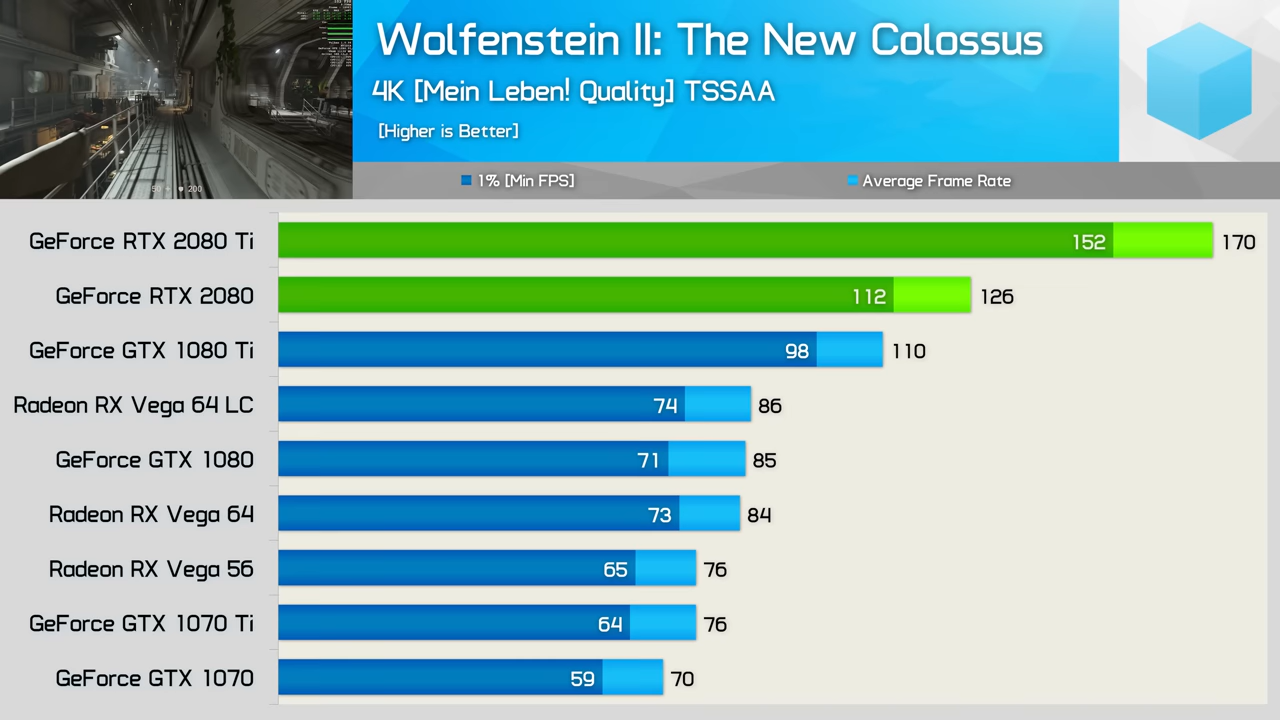 Wolfenstein II: The New Colossus
4K [Mein Leben! Quality] TSSAA
[Higher is Better]
50
200
1% [Min FPS]
Average Frame Rate
GeForce RTX 2080 Ti 152 170
GeForce RTX 2080 112 126
GeForce GTX 1080 Ti 98 110
Radeon RX Vega 64 LC 74 86
GeForce GTX 1080 71 85
Radeon RX Vega 64 73 84
Radeon RX Vega 56 65 76
GeForce GTX 1070 Ti 64 76
GeForce GTX 1070 59 70